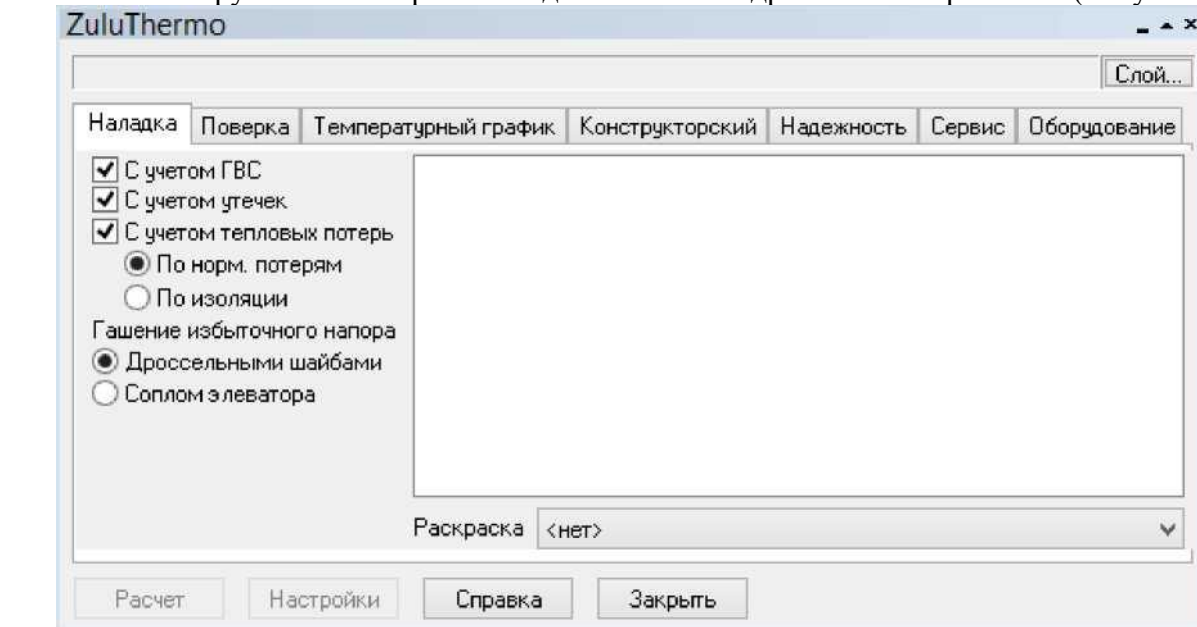 ZuluThermo
Слой...
Наладка Поверка Температурный график Конструкторский Надежность Сервис Оборудование
С учетом ГВС
С учетом утечек
С учетом тепловых потерь
По норм. потерям
По изоляции
Гашение избыточного напора
Дроссельными шайбами
Соплом элеватора
Раскраска <нет>
Расчет Настройки Справка Закрыть